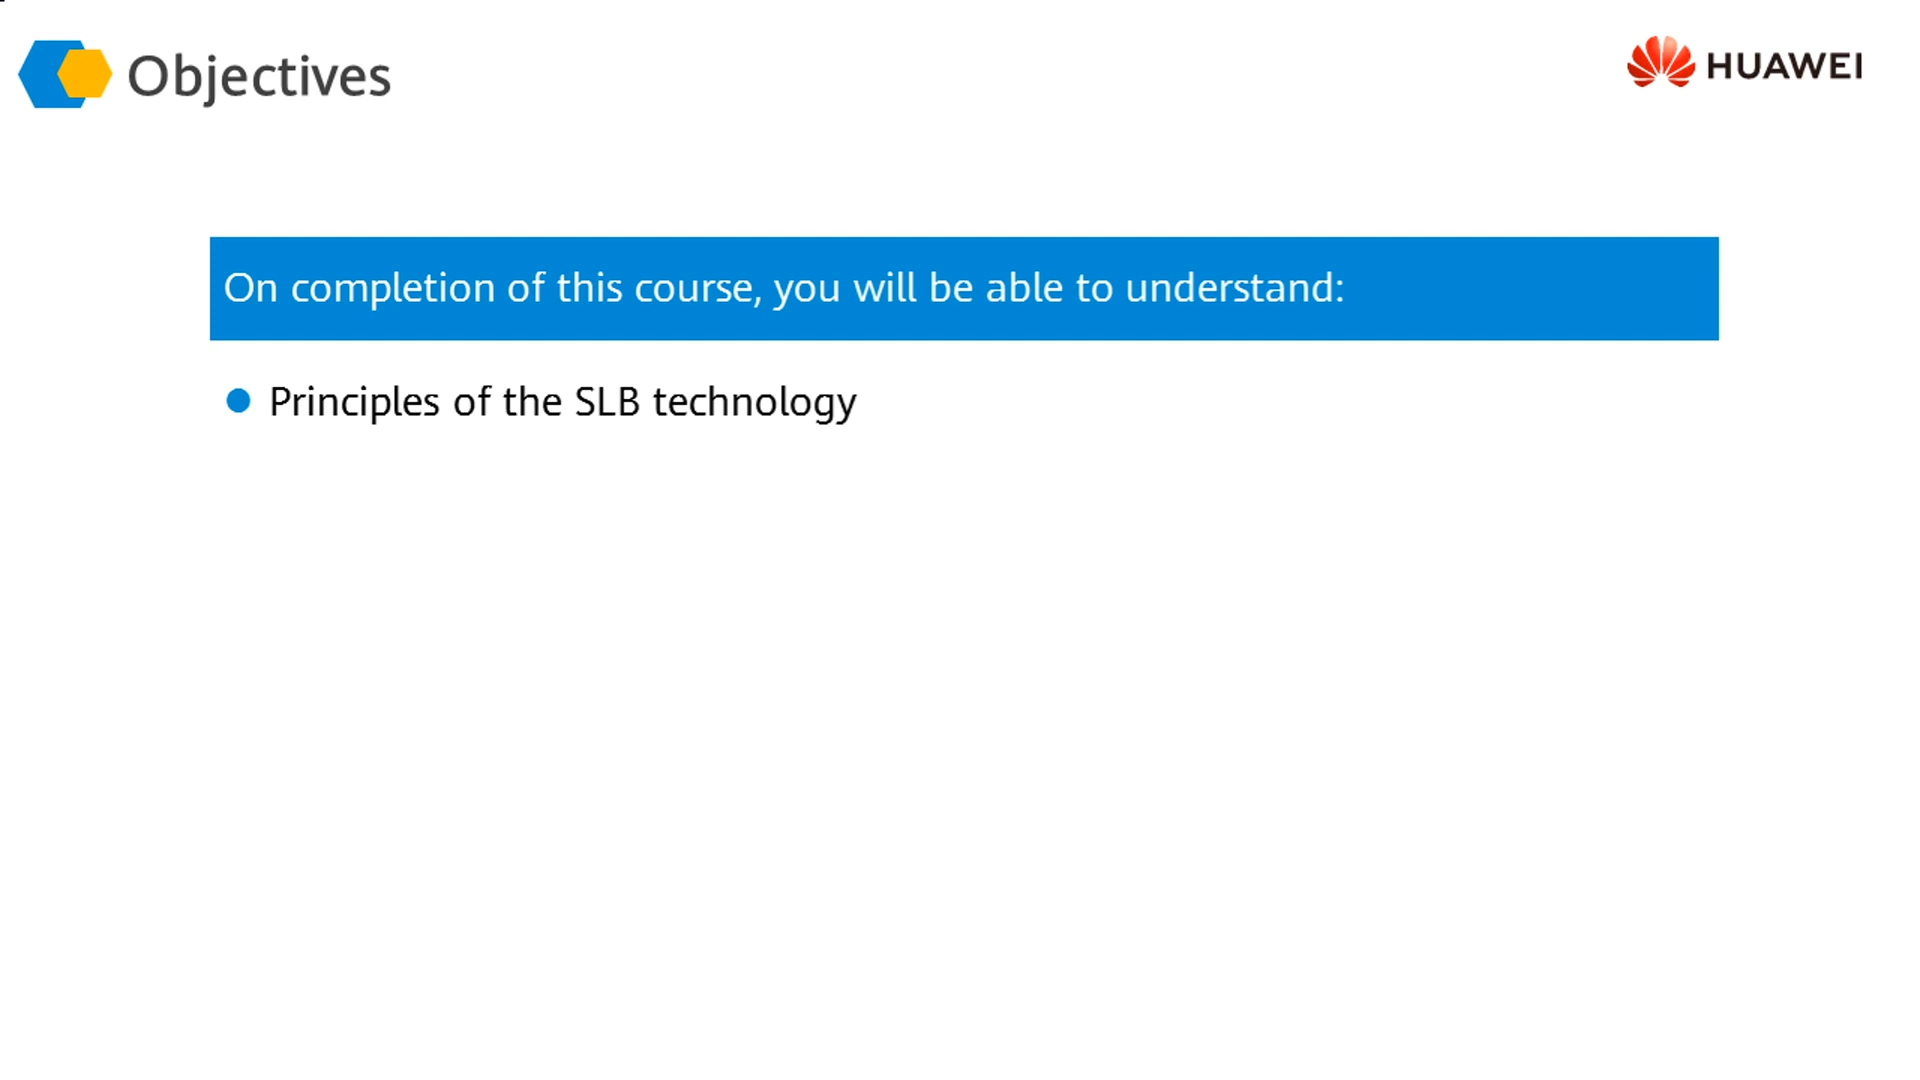 Objectives
HUAWEI
On completion of this course, you will be able to understand:
Principles of the SLB technology